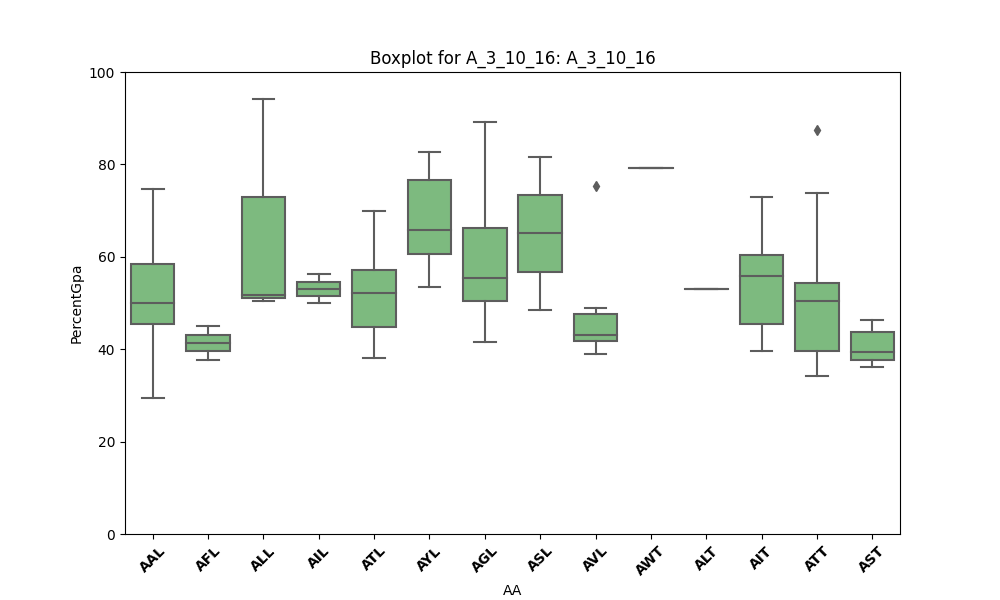 Boxplot for A_3_10_16: A_3_10_16
PercentGpa
100
80
60
40
20
0
AAL AFL ALL AIL ATL AYL AGL ASL AVL AWT ALT AIT ATT AST
AA